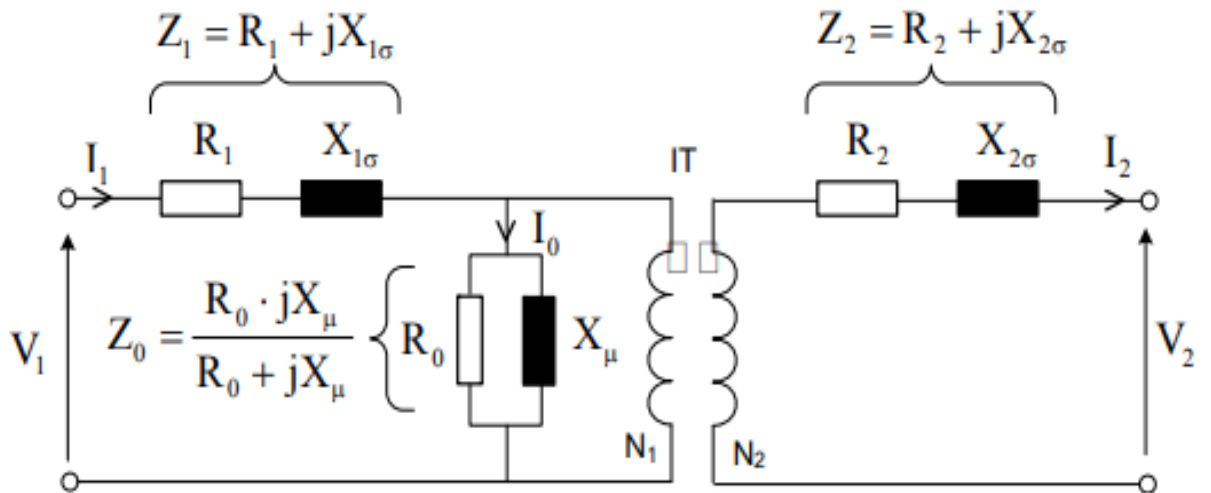 Z₁ = R₁ + jX₁σ
Z₂ = R₂ + jX₂σ
I₁
R₁
X₁σ
IT
R₂
X₂σ
I₂
I₀
V₁
Z₀ = R₀ · jXμ / R₀ + jXμ
R₀
Xμ
V₂
N₁
N₂